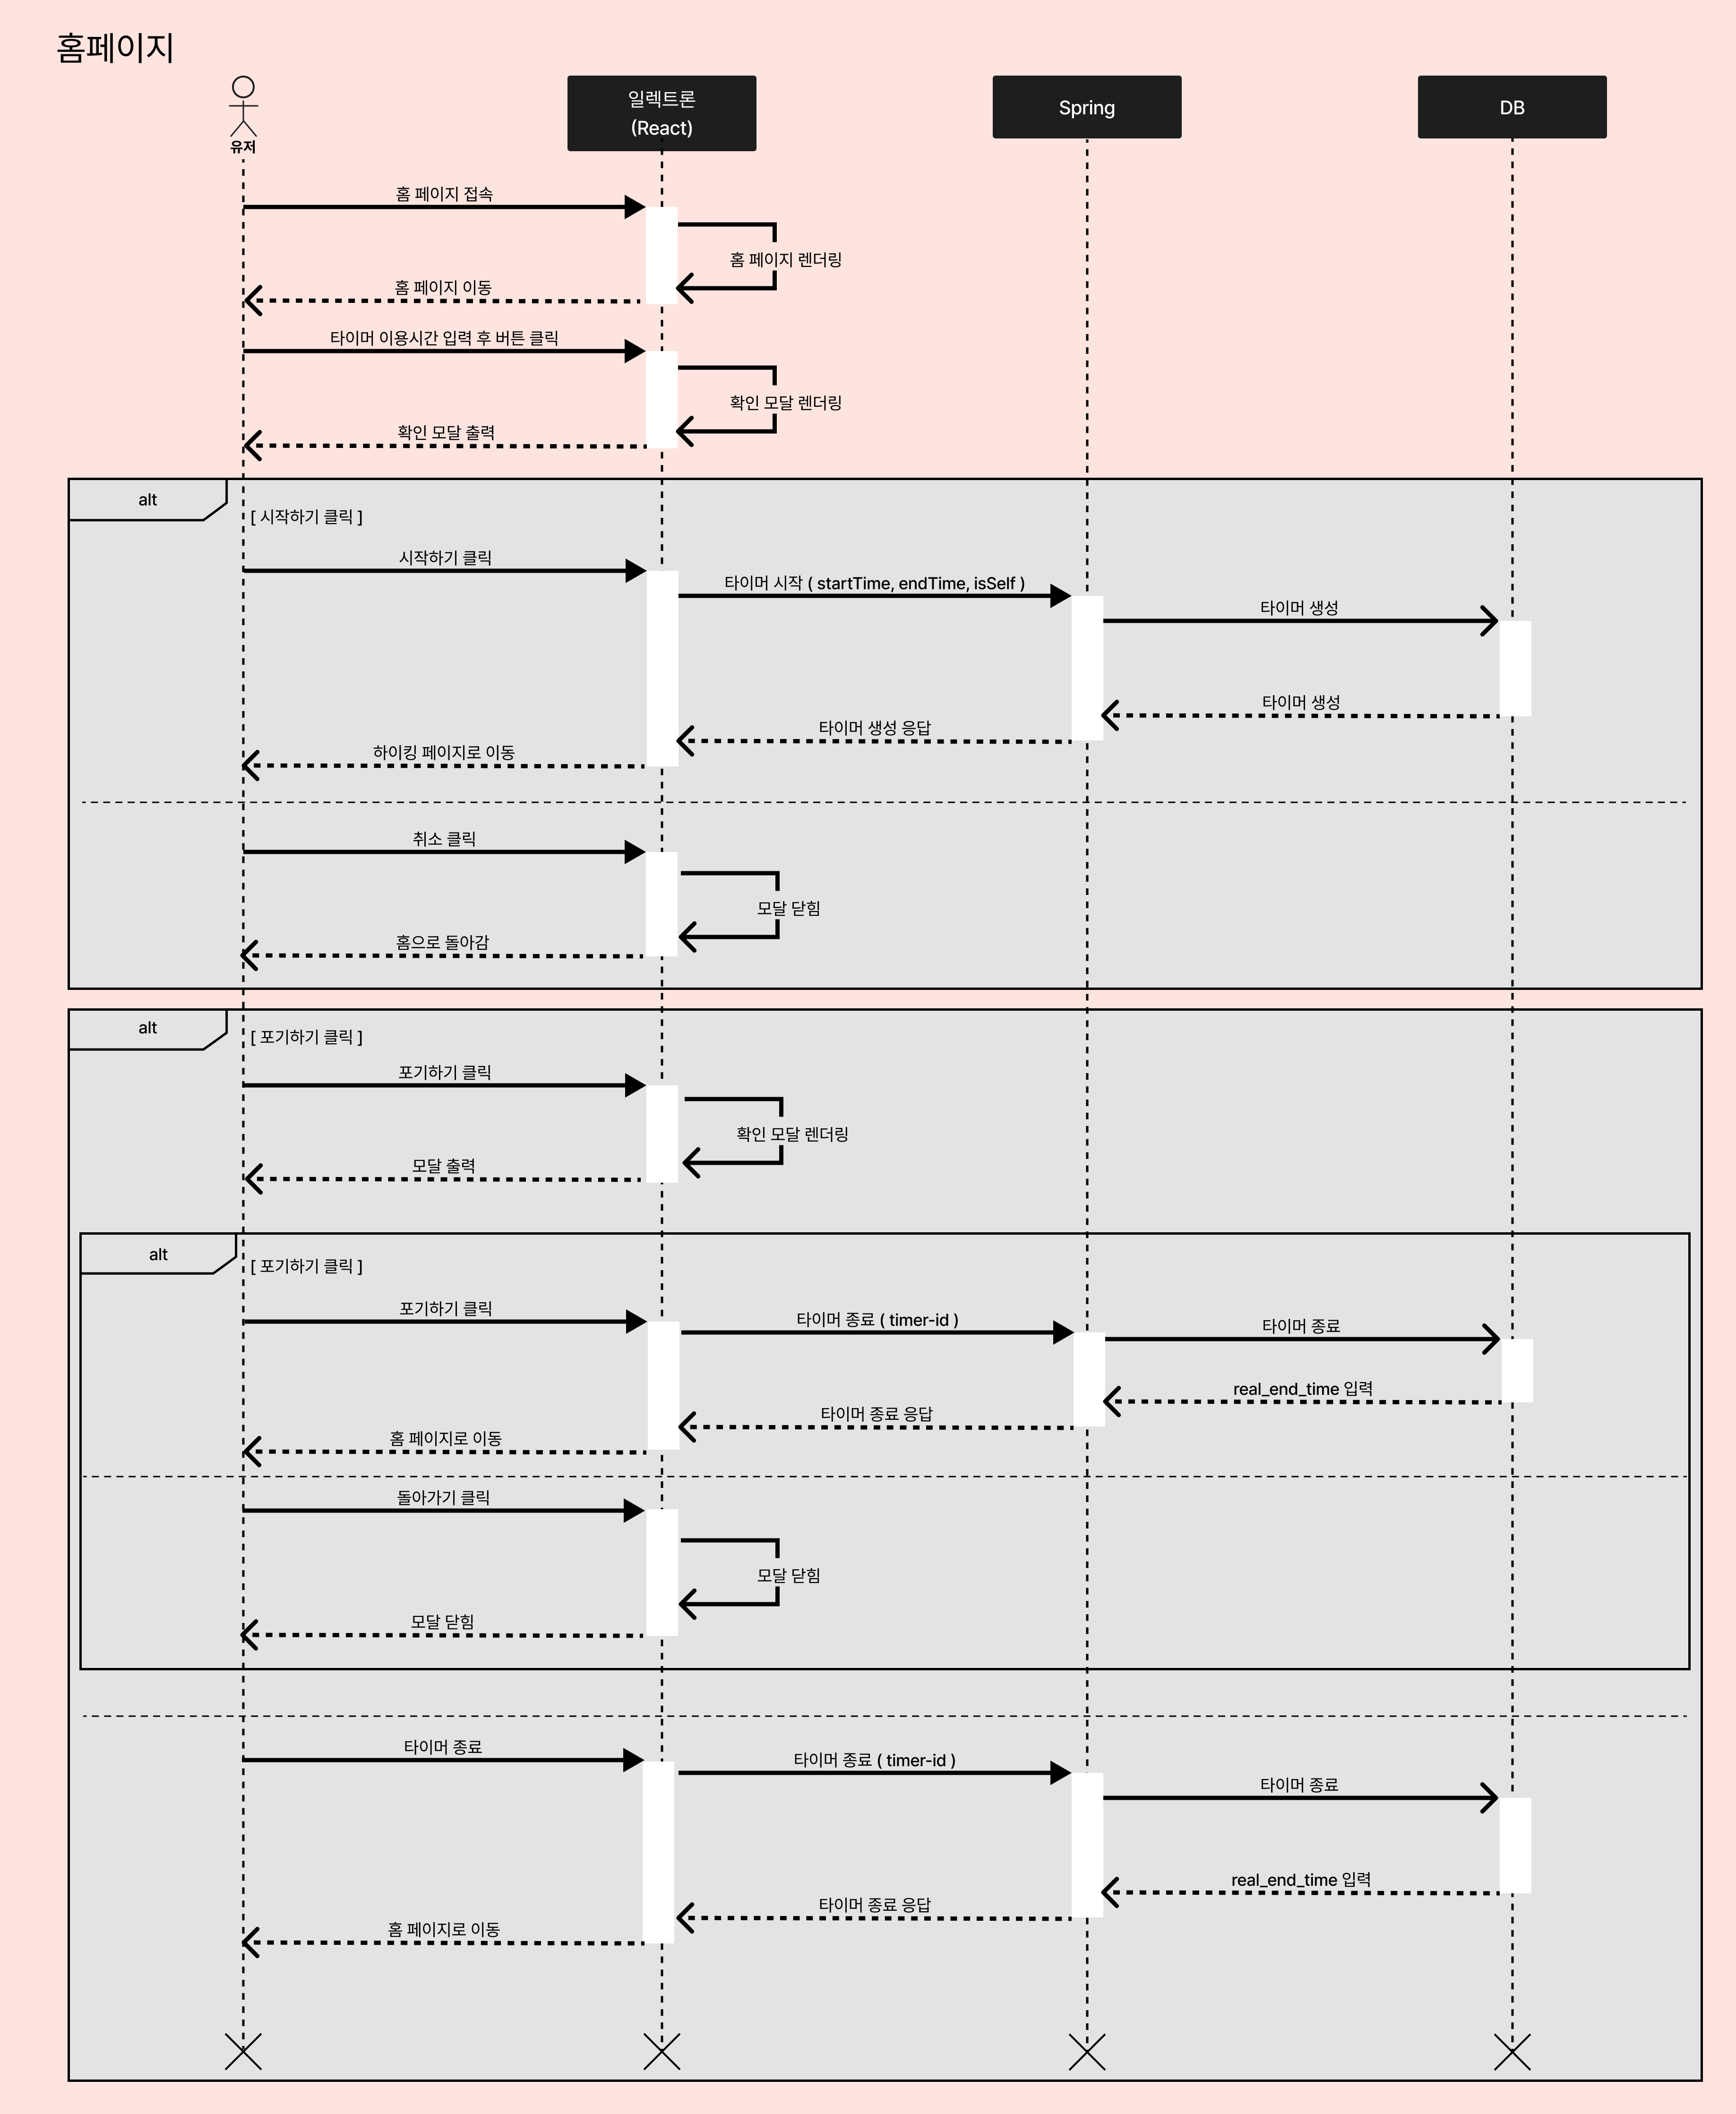 홈페이지
유저
일렉트론
(React)
Spring
DB
홈 페이지 접속
홈 페이지 렌더링
홈 페이지 이동
타이머 이용시간 입력 후 버튼 클릭
확인 모달 렌더링
확인 모달 출력
alt
[ 시작하기 클릭 ]
시작하기 클릭
타이머 시작 ( startTime, endTime, isSelf )
타이머 생성
타이머 생성
타이머 생성 응답
하이킹 페이지로 이동
취소 클릭
모달 닫힘
홈으로 돌아감
alt
[ 포기하기 클릭 ]
포기하기 클릭
확인 모달 렌더링
모달 출력
alt
[ 포기하기 클릭 ]
포기하기 클릭
타이머 종료 ( timer-id )
타이머 종료
real_end_time 입력
타이머 종료 응답
홈 페이지로 이동
돌아가기 클릭
모달 닫힘
모달 닫힘
타이머 종료
타이머 종료 ( timer-id )
타이머 종료
real_end_time 입력
타이머 종료 응답
홈 페이지로 이동